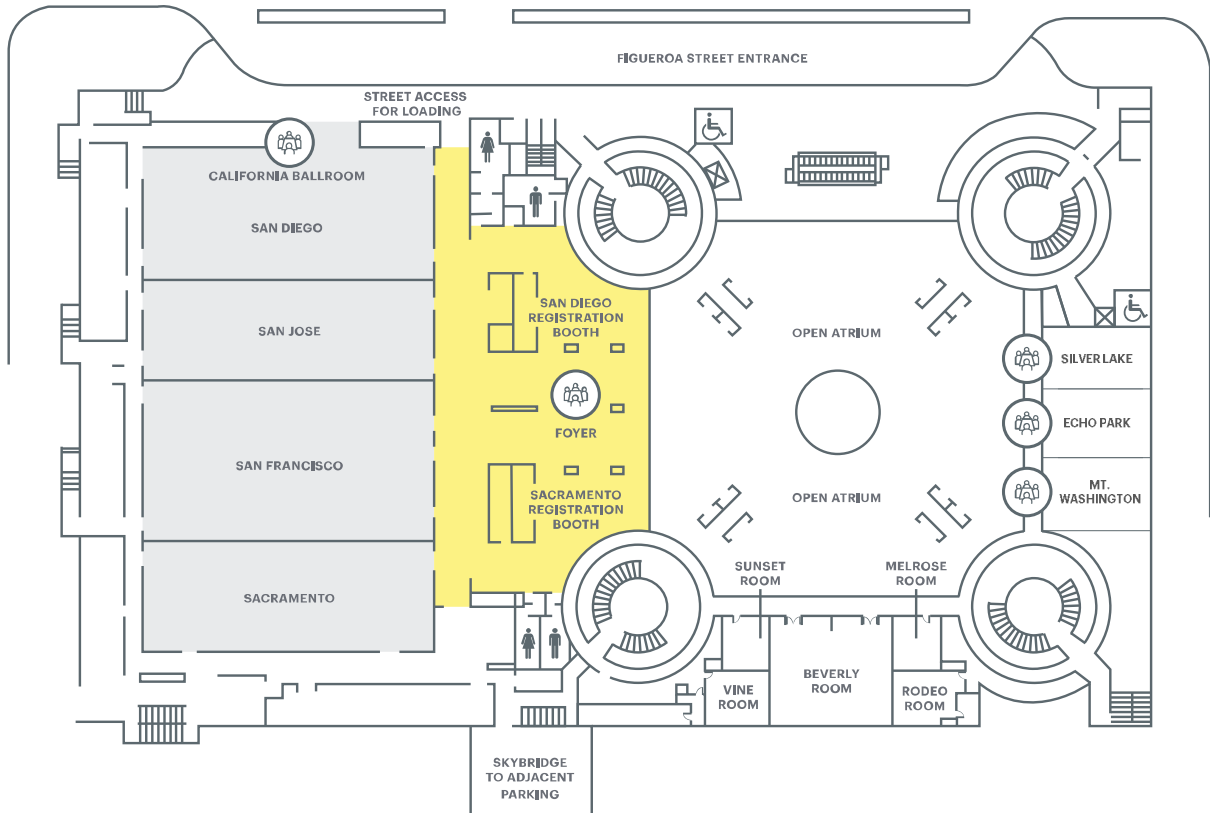 FIGUEROA STREET ENTRANCE
STREET ACCESS
FOR LOADING
CALIFORNIA BALLROOM
SAN DIEGO
SAN JOSE
SAN FRANCISCO
SACRAMENTO
SAN DIEGO
REGISTRATION
BOOTH
FOYER
SACRAMENTO
REGISTRATION
BOOTH
OPEN ATRIUM
OPEN ATRIUM
SILVER LAKE
ECHO PARK
MT.
WASHINGTON
SUNSET
ROOM
MELROSE
ROOM
VINE
ROOM
BEVERLY
ROOM
RODEO
ROOM
SKYBRIDGE
TO ADJACENT
PARKING